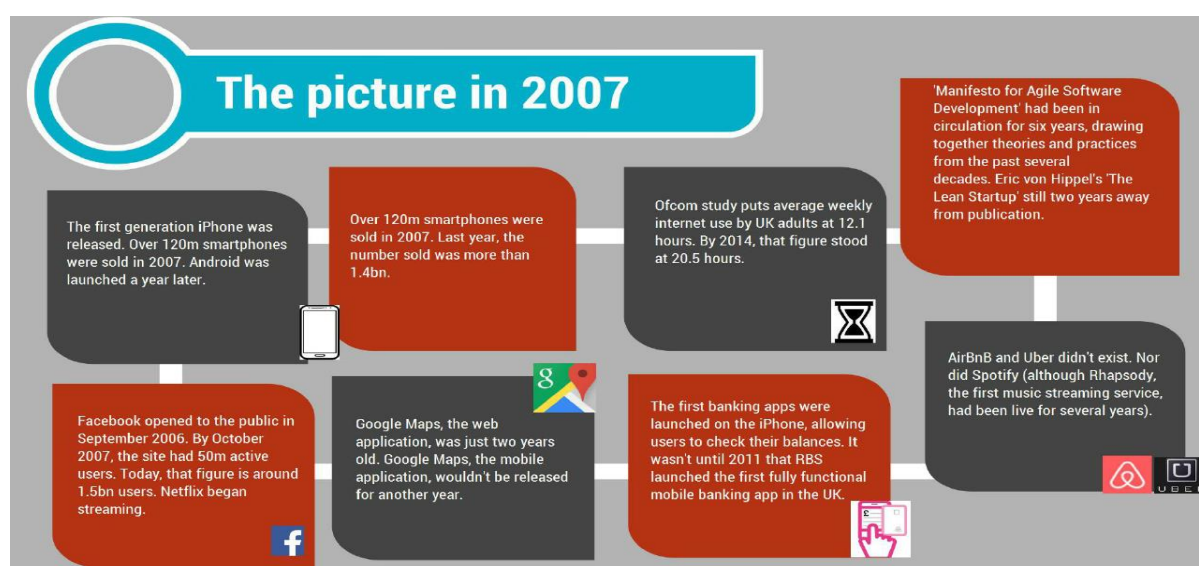 The picture in 2007
The first generation iPhone was
released. Over 120m smartphones
were sold in 2007. Android was
launched a year later.
Over 120m smartphones were
sold in 2007. Last year, the
number sold was more than
1.4bn.
Ofcom study puts average weekly
internet use by UK adults at 12.1
hours. By 2014, that figure stood
at 20.5 hours.
'Manifesto for Agile Software
Development' had been in
circulation for six years, drawing
together theories and practices
from the past several
decades. Eric von Hippel's 'The
Lean Startup' still two years away
from publication.
Facebook opened to the public in
September 2006. By October
2007, the site had 50m active
users. Today, that figure is around
1.5bn users. Netflix began
streaming.
f
Google Maps, the web
application, was just two years
old. Google Maps, the mobile
application, wouldn't be released
for another year.
8
The first banking apps were
launched on the iPhone, allowing
users to check their balances. It
wasn't until 2011 that RBS
launched the first fully functional
mobile banking app in the UK.
£
AirBnB and Uber didn't exist. Nor
did Spotify (although Rhapsody,
the first music streaming service,
had been live for several years).
UBER